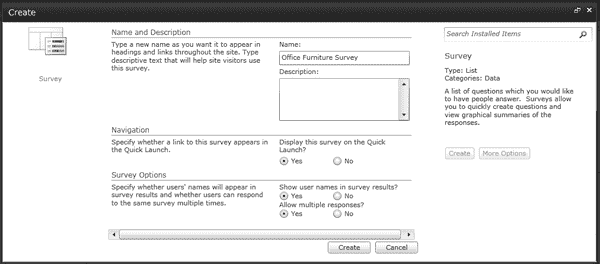 Create
Survey
Name and Description
Type a new name as you want it to appear in
headings and links throughout the site. Type
descriptive text that will help site visitors use
this survey.
Name:
Office Furniture Survey
Description:
Navigation
Specify whether a link to this survey appears in
the Quick Launch.
Display this survey on the Quick
Launch?
Yes No
Survey Options
Specify whether users' names will appear in
survey results and whether users can respond
to the same survey multiple times.
Show user names in survey results?
Yes No
Allow multiple responses?
Yes No
Create Cancel
Search Installed Items
Survey
Type: List
Categories: Data
A list of questions which you would like
to have people answer. Surveys allow
you to quickly create questions and
view graphical summaries of the
responses.
Create More Options